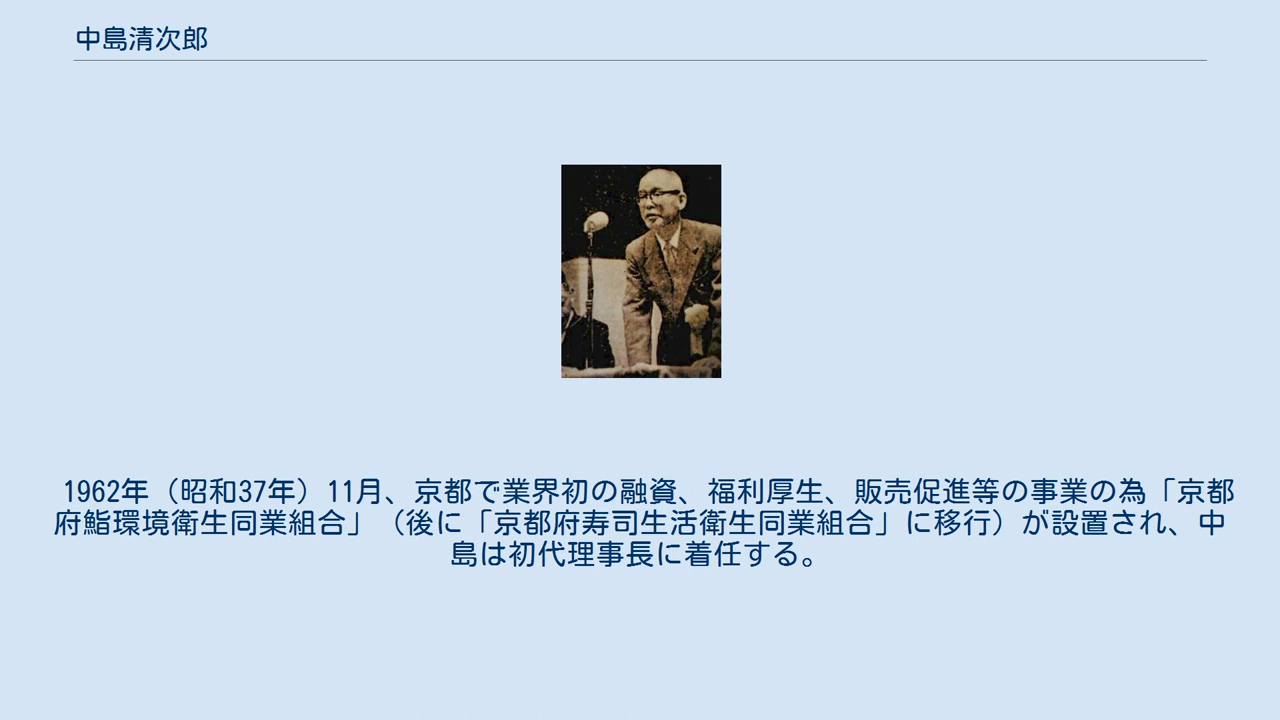 中島清次郎
1962年（昭和37年）11月、京都で業界初の融資、福利厚生、販売促進等の事業の為「京都
府鮨環境衛生同業組合」（後に「京都府寿司生活衛生同業組合」に移行）が設置され、中
島は初代理事長に着任する。